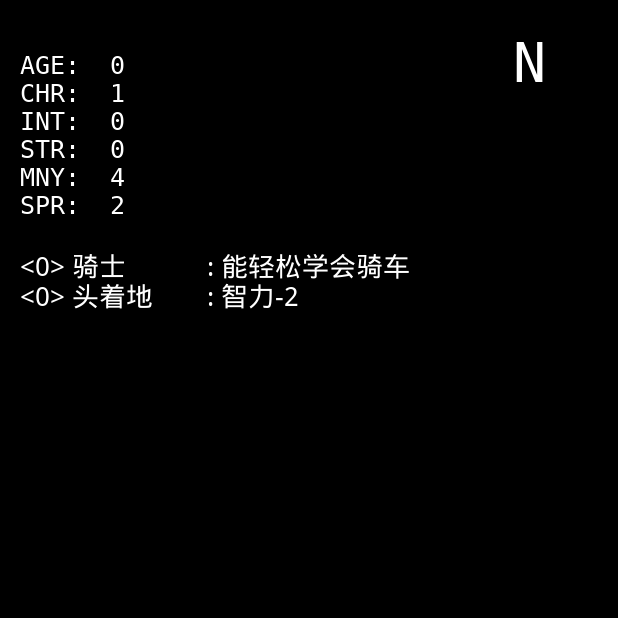 N
AGE: 0
CHR: 1
INT: 0
STR: 0
MNY: 4
SPR: 2
<O> 骑士 : 能轻松学会骑车
<O> 头着地 : 智力-2